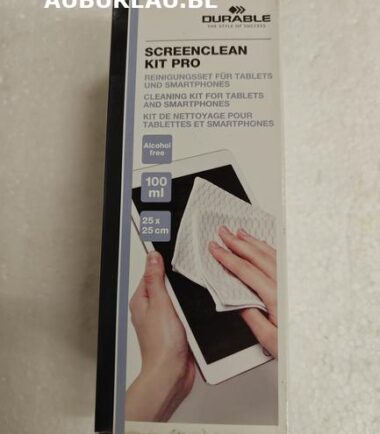 AUBURLAU.BE
DURABLE
THE STYLE OF SUCCESS
SCREENCLEAN
KIT PRO
REINIGUNGSSET FÜR TABLETS
UND SMARTPHONES
CLEANING KIT FOR TABLETS
AND SMARTPHONES
KIT DE NETTOYAGE POUR
TABLETTES ET SMARTPHONES
Alcohol
free
100
ml
25 x
25 cm